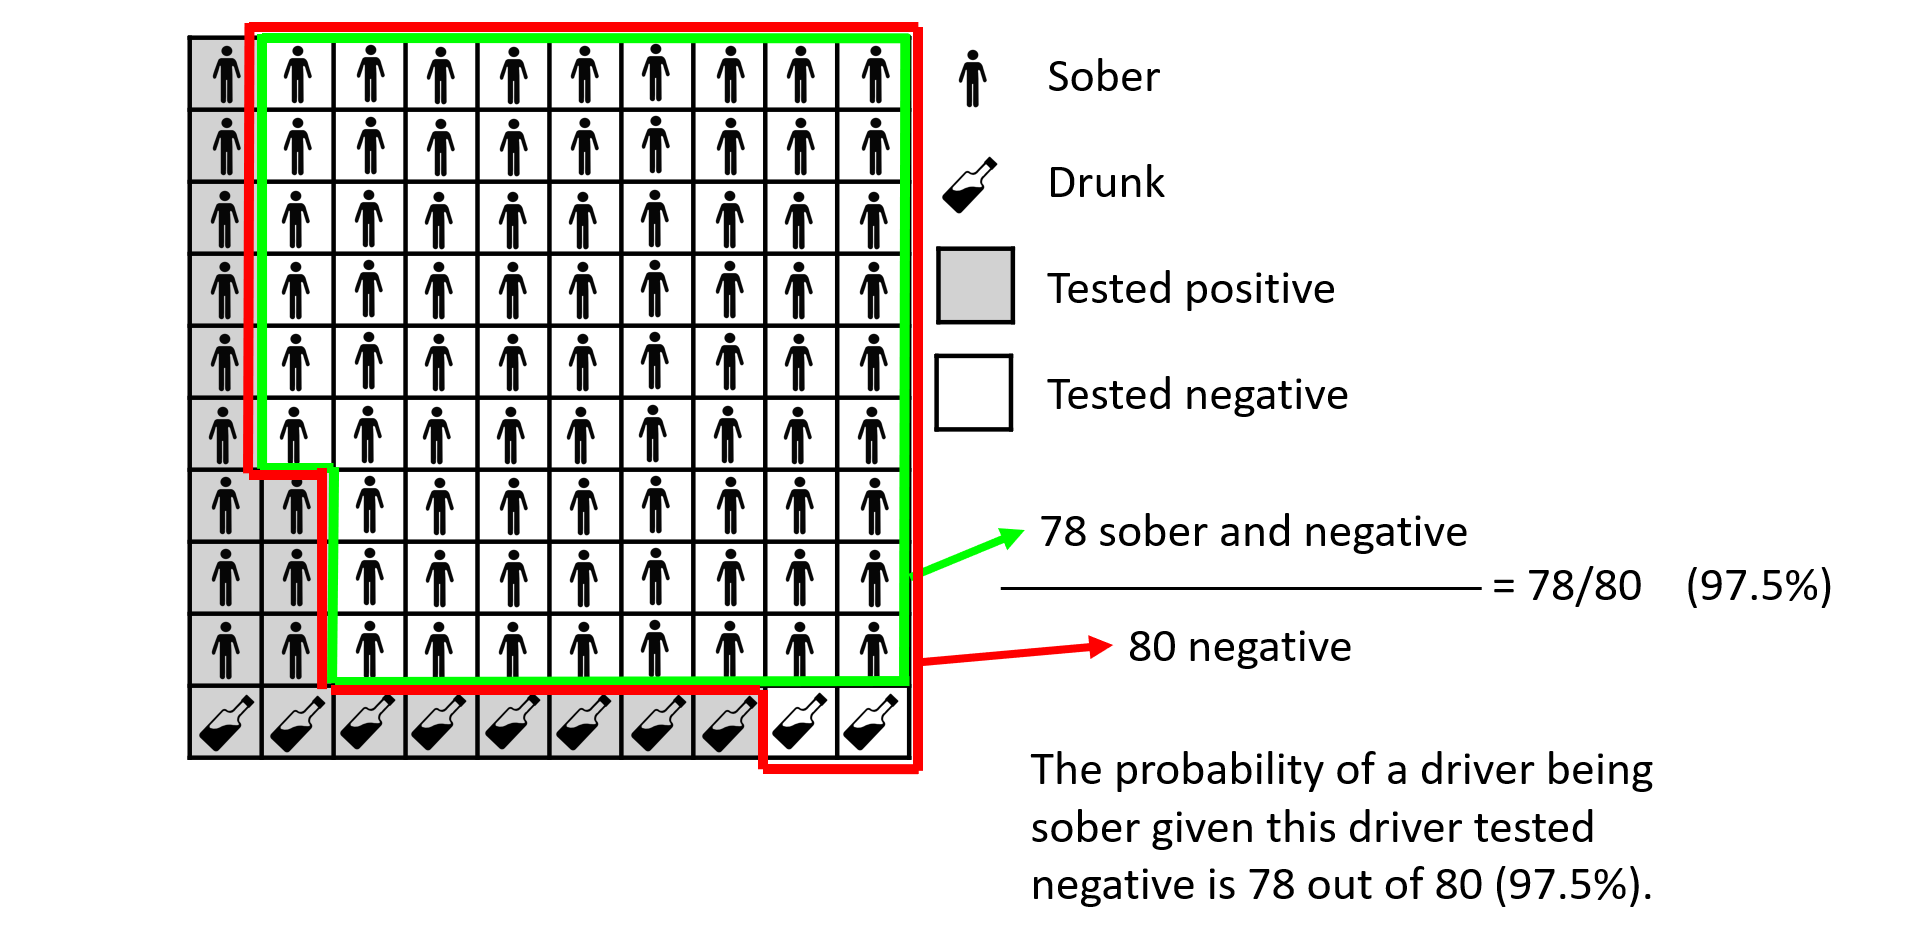 Sober
Drunk
Tested positive
Tested negative
78 sober and negative
= 78/80 (97.5%)
80 negative
The probability of a driver being
sober given this driver tested
negative is 78 out of 80 (97.5%).